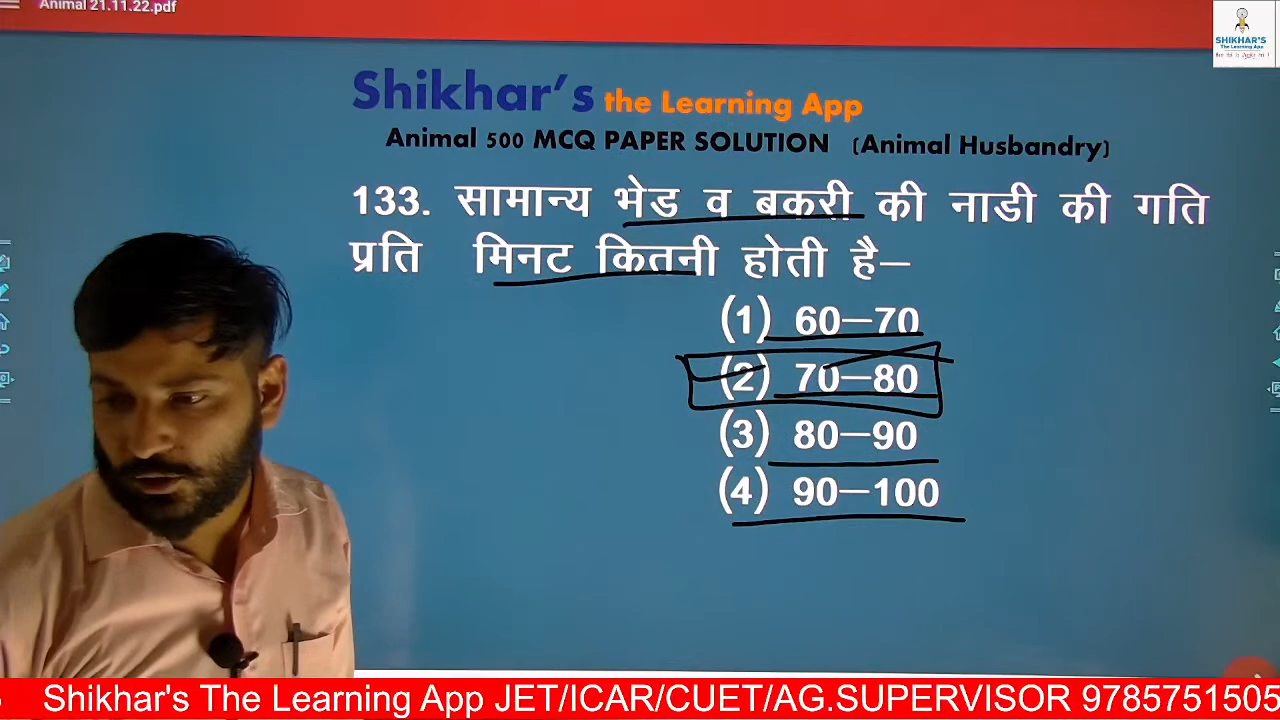 Animal 21.11.22.pdf
SHIKHAR'S
The Learning App
Shikhar's the Learning App
Animal 500 MCQ PAPER SOLUTION (Animal Husbandry)
133. सामान्य भेड व बकरी की नाडी की गति
प्रति मिनट कितनी होती है–
(1) 60–70
(2) 70–80
(3) 80–90
(4) 90–100
Shikhar's The Learning App JET/ICAR/CUET/AG.SUPERVISOR 9785751505